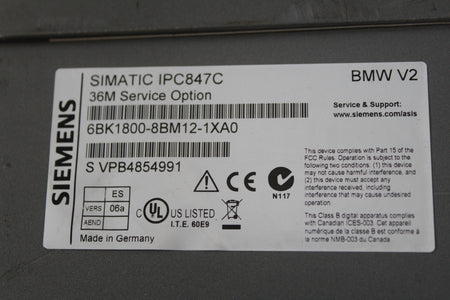 SIEMENS
SIMATIC IPC847C
BMW V2
36M Service Option
Service & Support:
www.siemens.com/asis
6BK1800-8BM12-1XA0
S VPB4854991
This device complies with Part 15 of the
FCC Rules. Operation is subject to the
following two conditions. (1) this device
may not cause harmful interference, and
(2) this device must accept any
interference received, including
interference that may cause undesired
operation.
ES
VERS 06a
AEND
C UL US LISTED
I.T.E. 60E9
N117
This Class B digital apparatus complies
with Canadian ICES-003. Cet appareil
numérique de la classe B est conforme à
la norme NMB-003 du Canada
Made in Germany